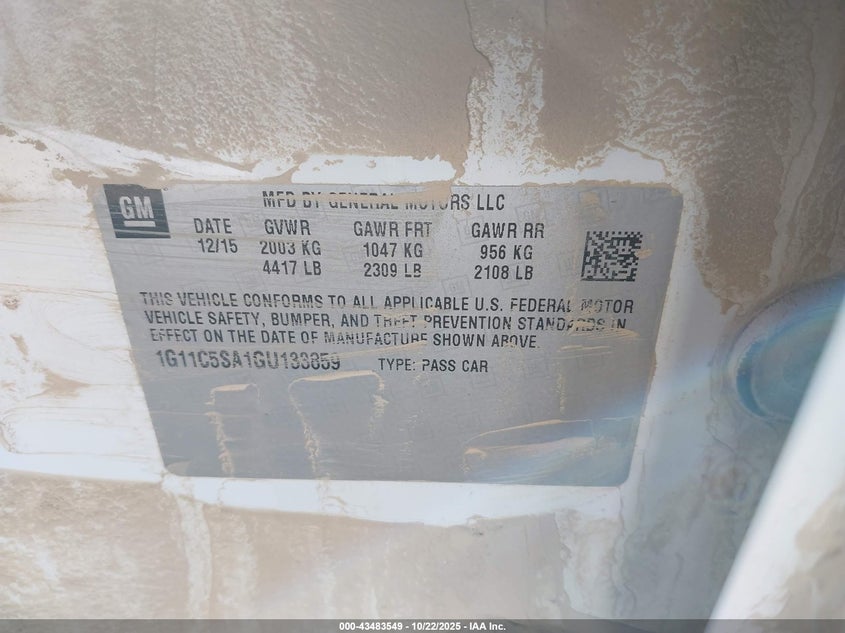 GM
MFD BY GENERAL MOTORS LLC
DATE GVWR GAWR FRT GAWR RR
12/15 2003 KG 1047 KG 956 KG
4417 LB 2309 LB 2108 LB
THIS VEHICLE CONFORMS TO ALL APPLICABLE U.S. FEDERAL MOTOR
VEHICLE SAFETY, BUMPER, AND THEFT PREVENTION STANDARDS IN
EFFECT ON THE DATE OF MANUFACTURE SHOWN ABOVE.
1G11C5SA1GU133859 TYPE: PASS CAR
000-43483549 - 10/22/2025 - IAA Inc.